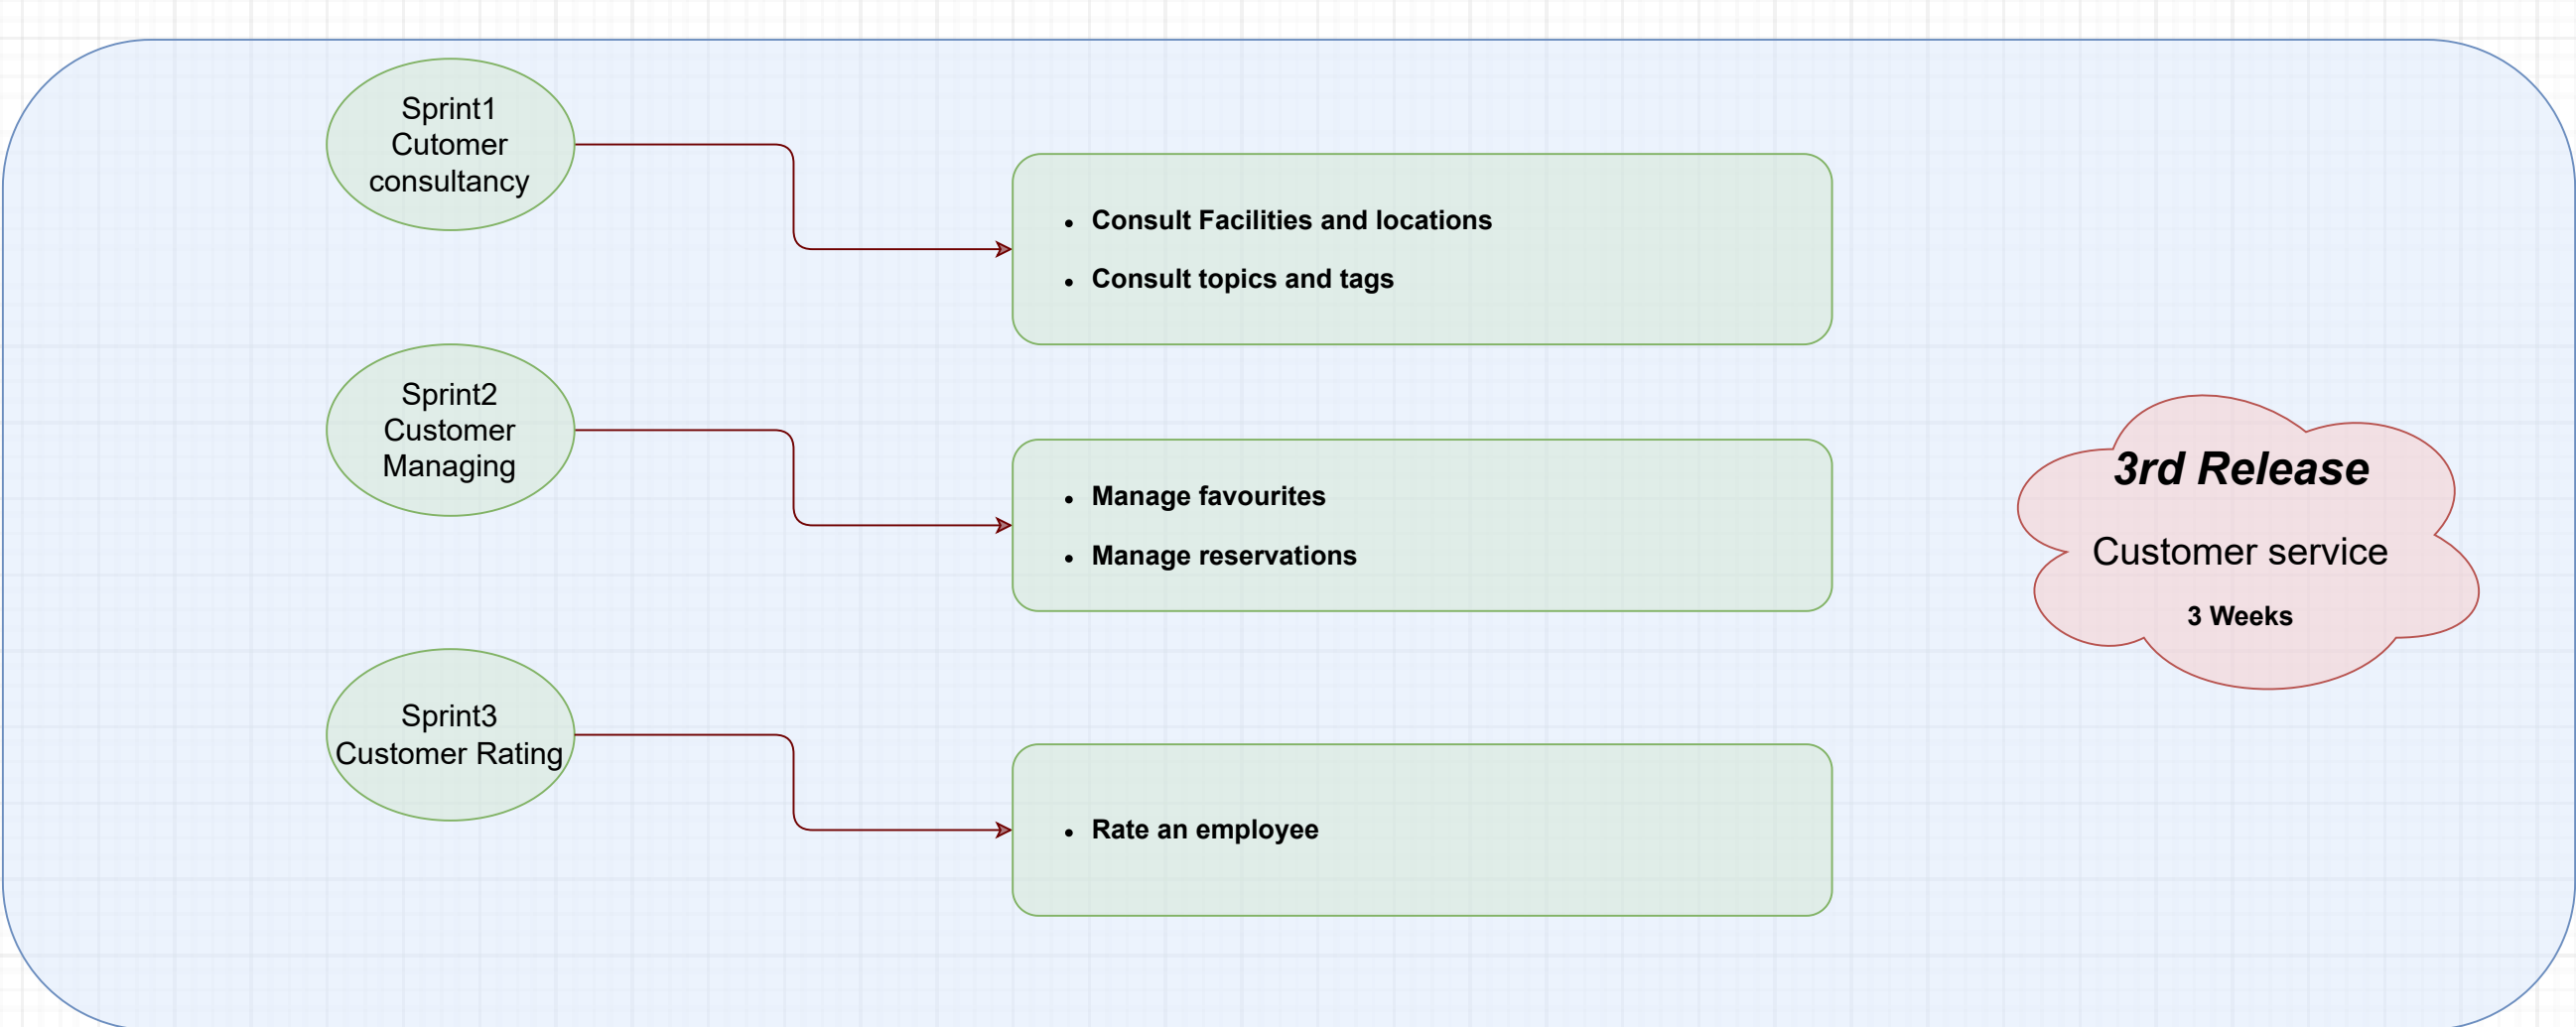 Sprint1
Cutomer
consultancy
• Consult Facilities and locations
• Consult topics and tags
Sprint2
Customer
Managing
• Manage favourites
• Manage reservations
Sprint3
Customer Rating
• Rate an employee
3rd Release
Customer service
3 Weeks